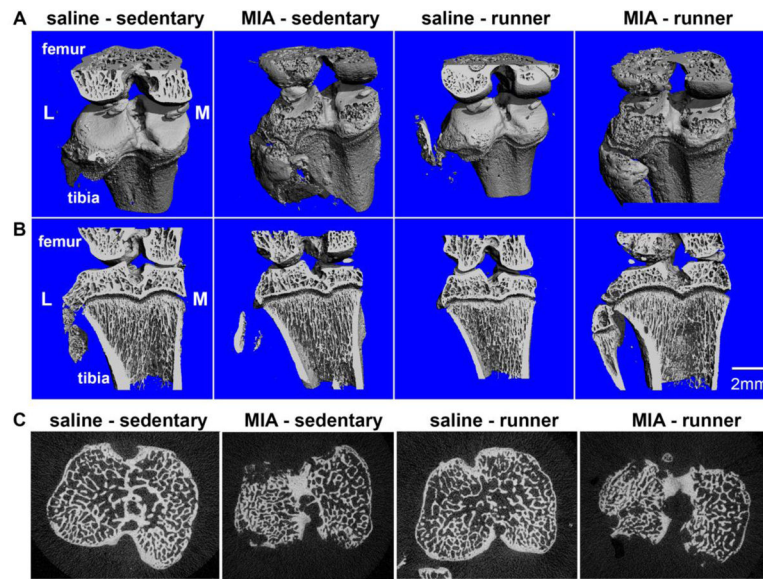 A saline - sedentary MIA - sedentary saline - runner MIA - runner
femur
L M
tibia
B
femur
L M
tibia
2mm
C saline - sedentary MIA - sedentary saline - runner MIA - runner